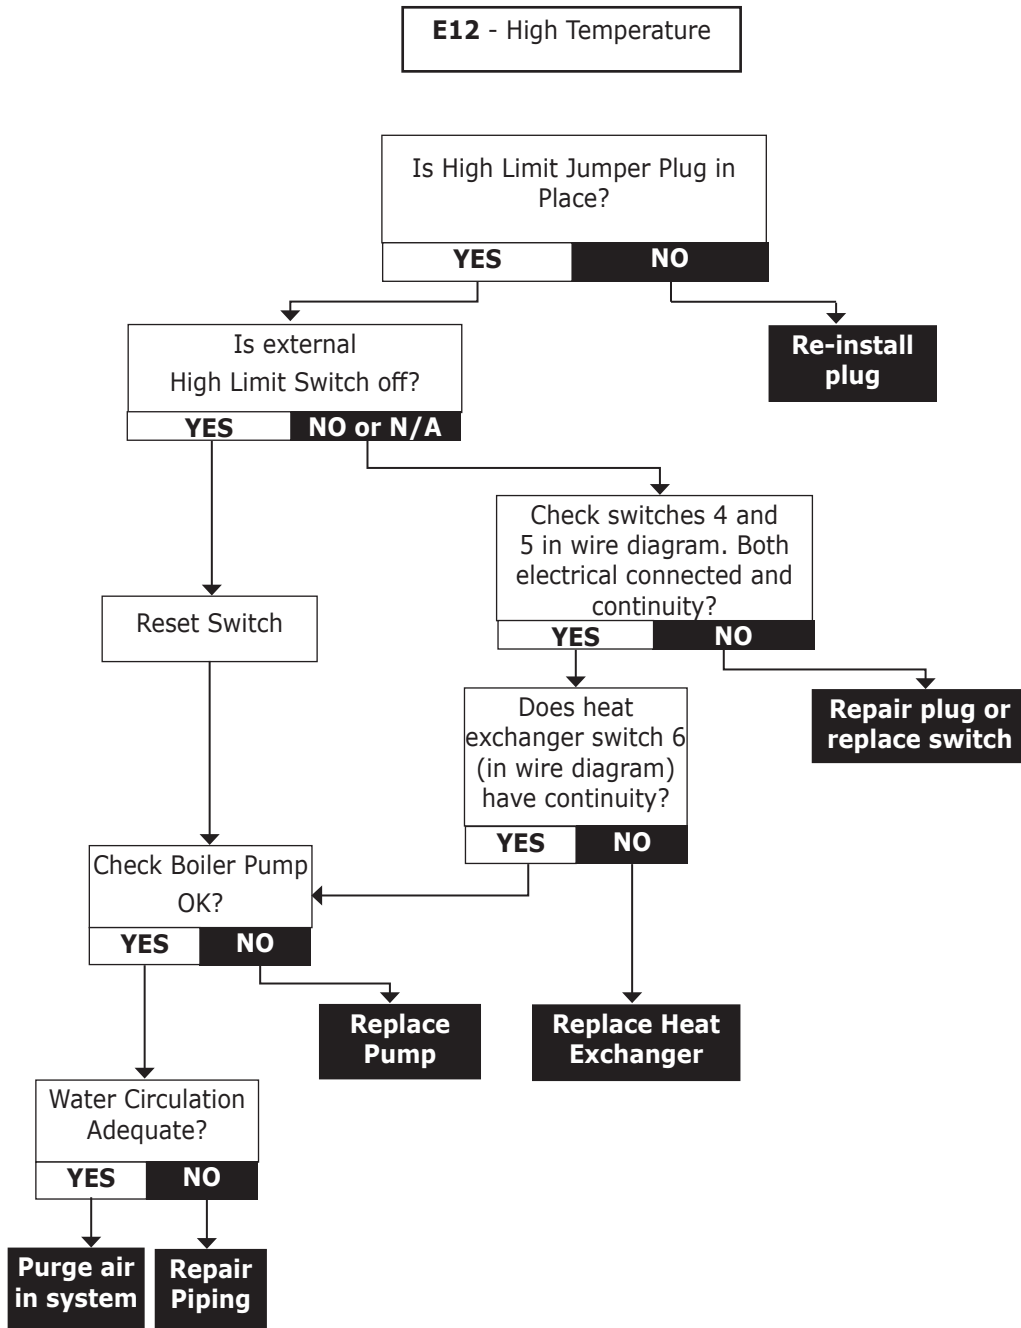 E12 - High Temperature
Is High Limit Jumper Plug in
Place?
YES
NO
Is external
High Limit Switch off?
YES
NO or N/A
Re-install
plug
Check switches 4 and
5 in wire diagram. Both
electrical connected and
continuity?
YES
NO
Reset Switch
Does heat
exchanger switch 6
(in wire diagram)
have continuity?
YES
NO
Repair plug or
replace switch
Check Boiler Pump
OK?
YES
NO
Replace
Pump
Replace Heat
Exchanger
Water Circulation
Adequate?
YES
NO
Purge air
in system
Repair
Piping